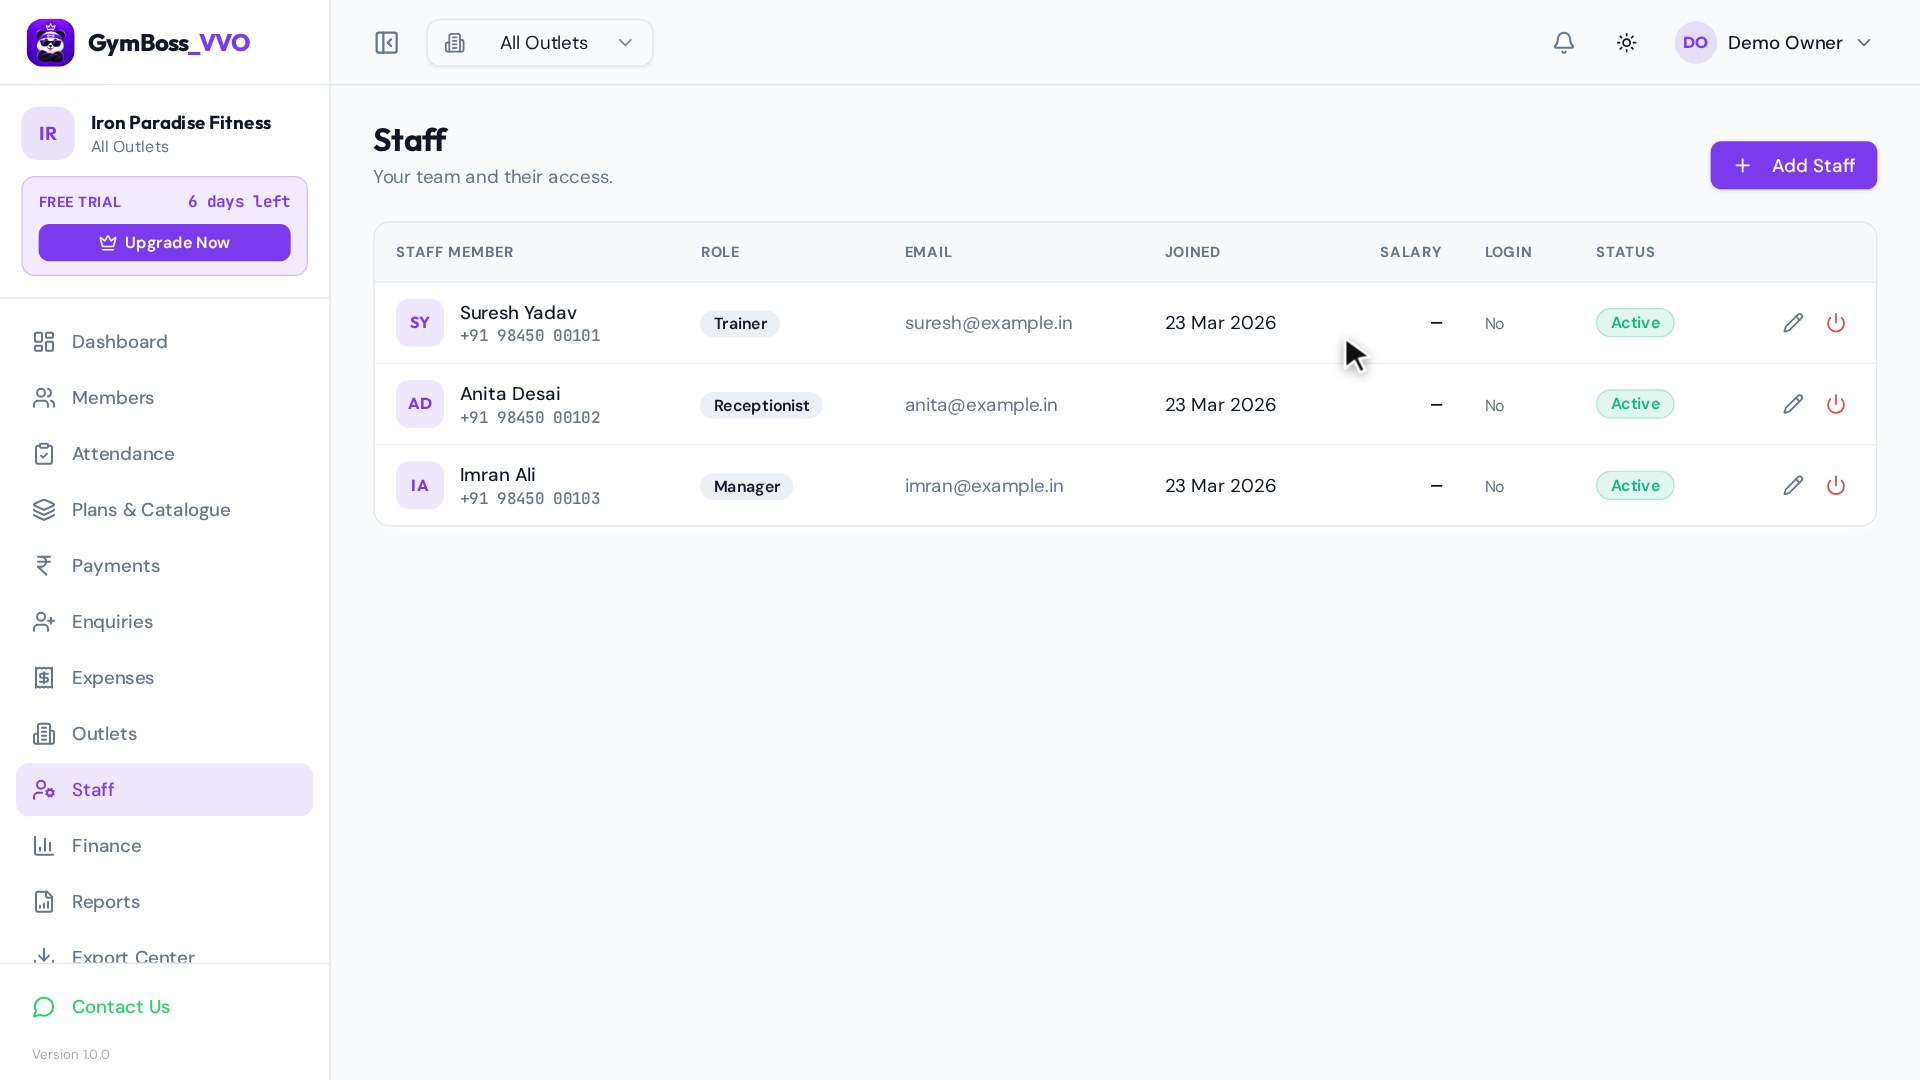 GymBoss_VVO
All Outlets
DO Demo Owner
IR
Iron Paradise Fitness
All Outlets
FREE TRIAL 6 days left
Upgrade Now
Dashboard
Members
Attendance
Plans & Catalogue
Payments
Enquiries
Expenses
Outlets
Staff
Finance
Reports
Export Center
Contact Us
Version 1.0.0
Staff
Your team and their access.
Add Staff
STAFF MEMBER ROLE EMAIL JOINED SALARY LOGIN STATUS
SY Suresh Yadav
+91 98450 00101
Trainer suresh@example.in 23 Mar 2026 – No Active
AD Anita Desai
+91 98450 00102
Receptionist anita@example.in 23 Mar 2026 – No Active
IA Imran Ali
+91 98450 00103
Manager imran@example.in 23 Mar 2026 – No Active